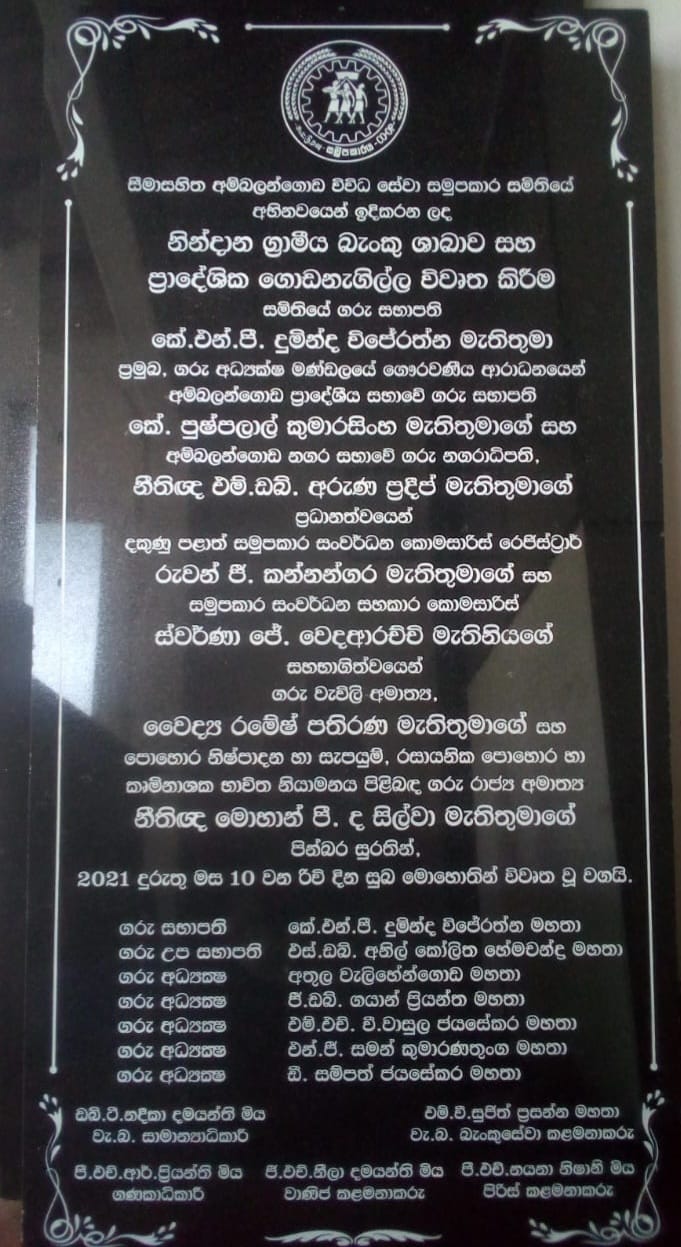 සමුපකාරය
සීමාසහිත අම්බලන්ගොඩ විවිධ සේවා සමුපකාර සමිතියේ
අභිනවයෙන් ඉදිකරන ලද
නින්දාන ග්‍රාමීය බැංකු ශාඛාව සහ
ප්‍රාදේශික ගොඩනැගිල්ල විවෘත කිරීම
සමිතියේ ගරු සභාපති
කේ.එන්.පී. දුමින්ද විජේරත්න මැතිතුමා
ප්‍රමුඛ, ගරු අධ්‍යක්ෂ මණ්ඩලයේ ගෞරවණීය ආරාධනයෙන්
අම්බලන්ගොඩ ප්‍රාදේශීය සභාවේ ගරු සභාපති
කේ. පුෂ්පලාල් කුමාරසිංහ මැතිතුමාගේ සහ
අම්බලන්ගොඩ නගර සභාවේ ගරු නගරාධිපති,
නීතිඥ එම්.ඩබ්. අරුණ ප්‍රදීප් මැතිතුමාගේ
ප්‍රධානත්වයෙන්
දකුණු පළාත් සමුපකාර සංවර්ධන කොමසාරිස් රෙජිස්ට්‍රාර්
රුවන් ජී. කන්නන්ගර මැතිතුමාගේ සහ
සමුපකාර සංවර්ධන සහකාර කොමසාරිස්
ස්වර්ණා ජේ. වෙදආරච්චි මැතිනියගේ
සහභාගිත්වයෙන්
ගරු වැවිලි අමාත්‍ය,
වෛද්‍ය රමේෂ් පතිරණ මැතිතුමාගේ සහ
පොහොර නිෂ්පාදන හා සැපයුම්, රසායනික පොහොර හා
කෘමිනාශක භාවිත නියාමනය පිළිබඳ ගරු රාජ්‍ය අමාත්‍ය
නීතිඥ මොහාන් පී. ද සිල්වා මැතිතුමාගේ
පින්බර සුරතින්,
2021 දුරුතු මස 10 වන රිවි දින සුබ මොහොතින් විවෘත වූ වගයි.
ගරු සභාපති කේ.එන්.පී. දුමින්ද විජේරත්න මහතා
ගරු උප සභාපති එස්.ඩබ්. අනිල් කෝලිත හේමචන්ද්‍ර මහතා
ගරු අධ්‍යක්ෂ අතුල වැලිහේන්ගොඩ මහතා
ගරු අධ්‍යක්ෂ ජී.ඩබ්. ගයාන් ප්‍රියන්ත මහතා
ගරු අධ්‍යක්ෂ එම්.එච්. වී.වාසුල ජයසේකර මහතා
ගරු අධ්‍යක්ෂ එන්.ජී. සමන් කුමාරණතුංග මහතා
ගරු අධ්‍යක්ෂ ඩී. සම්පත් ජයසේකර මහතා
ඩබ්.ටී.නදීකා දමයන්ති මිය එම්.වී.සුජිත් ප්‍රසන්න මහතා
වැ.බ. සාමාන්‍යාධිකාරී වැ.බ. බැංකුසේවා කළමනාකරු
පී.එච්.ආර්.ප්‍රියන්ති මිය ජී.එච්.නීලා දමයන්ති මිය පී.එච්.නයනා නිෂානි මිය
ගණකාධිකාරී වාණිජ කළමනාකරු පිරිස් කළමනාකරු